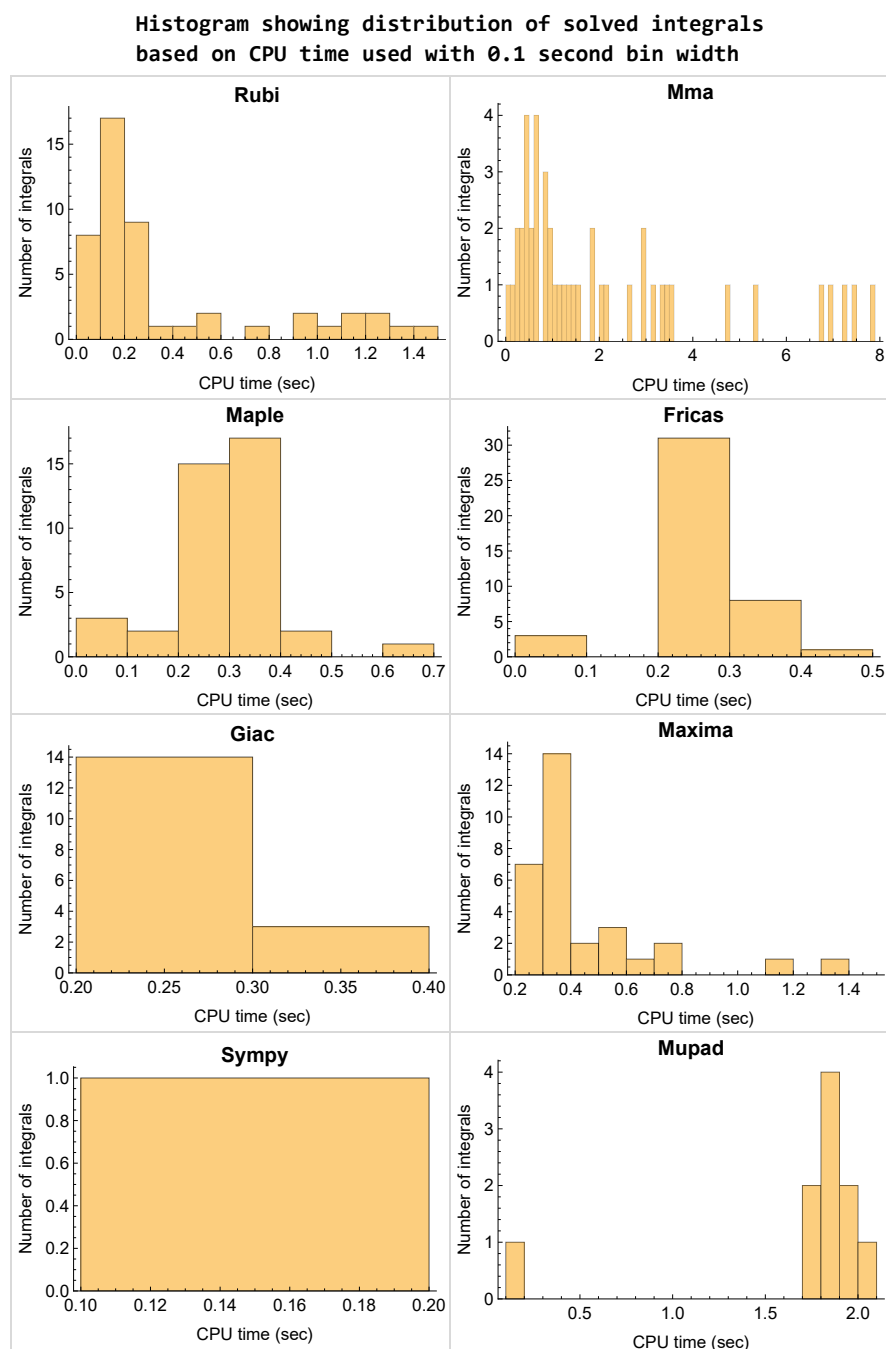 Histogram showing distribution of solved integrals
based on CPU time used with 0.1 second bin width
Rubi
Number of integrals
15
10
5
0
0.0 0.2 0.4 0.6 0.8 1.0 1.2 1.4
CPU time (sec)
Mma
Number of integrals
4
3
2
1
0
0 2 4 6 8
CPU time (sec)
Maple
Number of integrals
15
10
5
0
0.0 0.1 0.2 0.3 0.4 0.5 0.6 0.7
CPU time (sec)
Fricas
Number of integrals
30
25
20
15
10
5
0
0.0 0.1 0.2 0.3 0.4 0.5
CPU time (sec)
Giac
Number of integrals
14
12
10
8
6
4
2
0
0.20 0.25 0.30 0.35 0.40
CPU time (sec)
Maxima
Number of integrals
14
12
10
8
6
4
2
0
0.2 0.4 0.6 0.8 1.0 1.2 1.4
CPU time (sec)
Sympy
Number of integrals
1.0
0.8
0.6
0.4
0.2
0.0
0.10 0.12 0.14 0.16 0.18 0.20
CPU time (sec)
Mupad
Number of integrals
4
3
2
1
0
0.5 1.0 1.5 2.0
CPU time (sec)